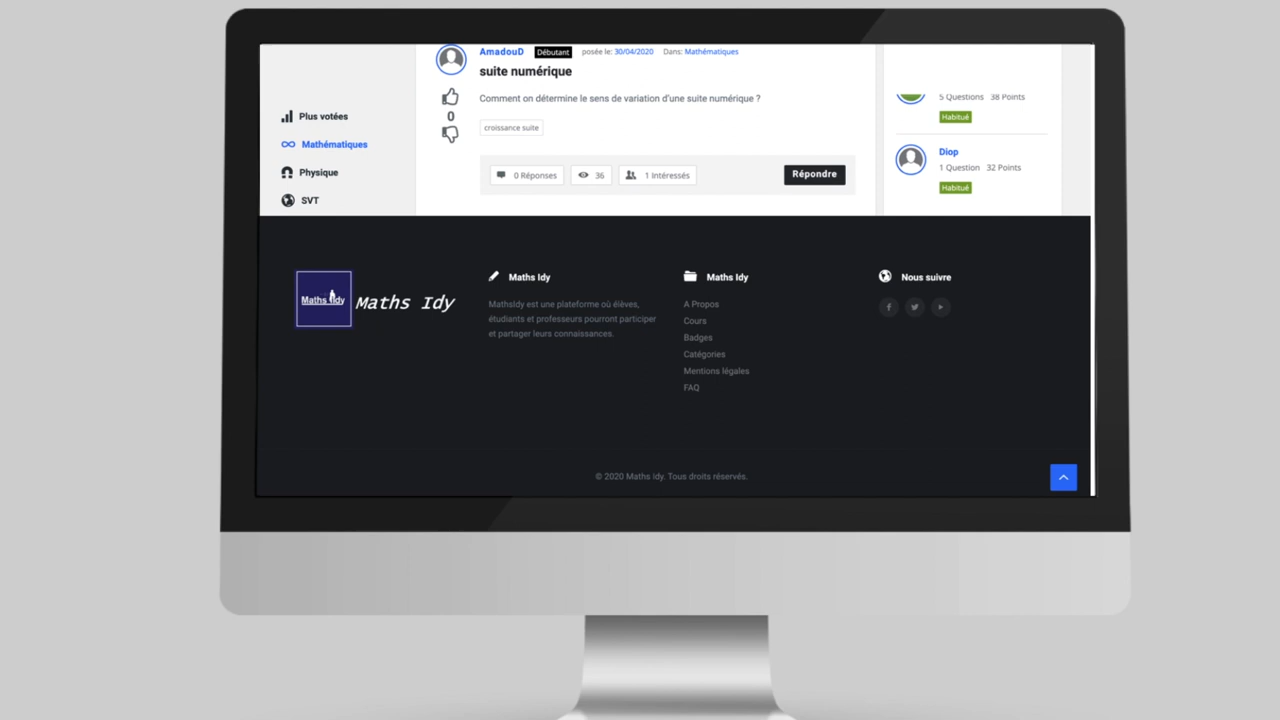 AmadouD Débutant posée le: 30/04/2020 Dans: Mathématiques
suite numérique
Comment on détermine le sens de variation d'une suite numérique ?
0
croissance suite
0 Réponses 36 1 Intéressés Répondre
Plus votées
Mathématiques
Physique
SVT
5 Questions 38 Points
Habitué
Diop
1 Question 32 Points
Habitué
Maths Idy
Maths Idy
Maths Idy
MathsIdy est une plateforme où élèves,
étudiants et professeurs pourront participer
et partager leurs connaissances.
Maths Idy
A Propos
Cours
Badges
Catégories
Mentions légales
FAQ
Nous suivre
© 2020 Maths idy. Tous droits réservés.